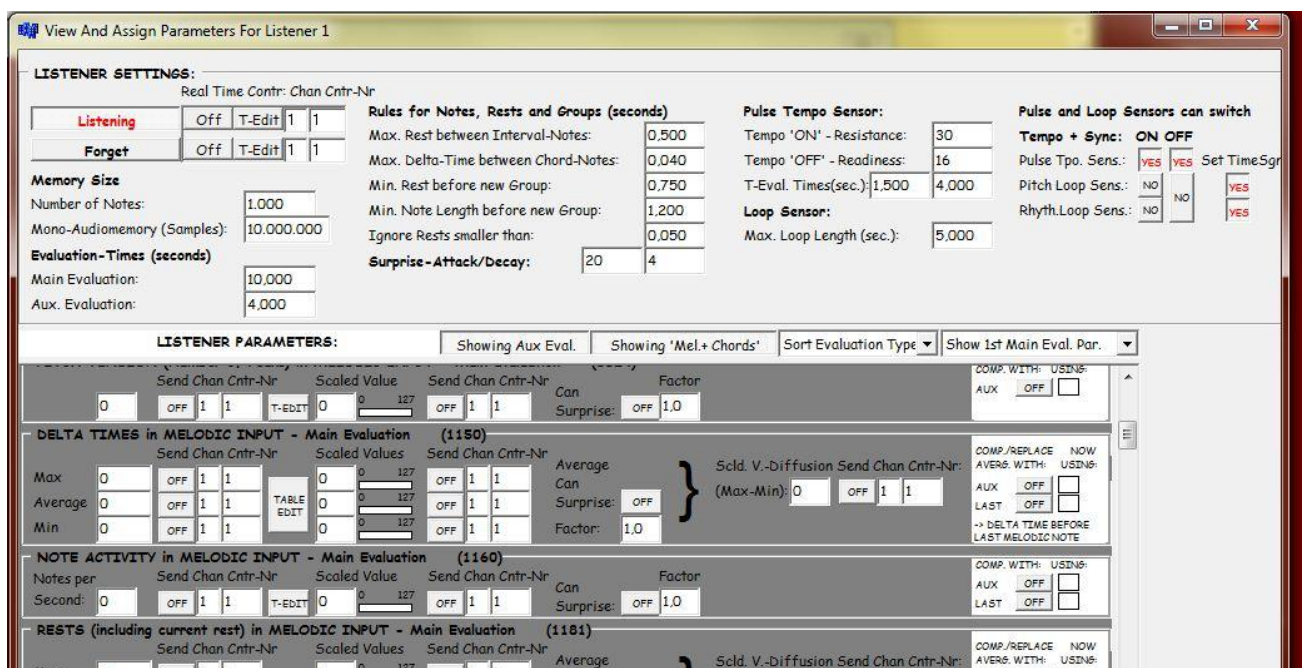 View And Assign Parameters For Listener 1
LISTENER SETTINGS:
Real Time Contr: Chan Cntr-Nr
Listening Off T-Edit 1 1
Forget Off T-Edit 1 1
Memory Size
Number of Notes: 1.000
Mono-Audiomemory (Samples): 10.000.000
Evaluation-Times (seconds)
Main Evaluation: 10,000
Aux. Evaluation: 4,000
Rules for Notes, Rests and Groups (seconds)
Max. Rest between Interval-Notes: 0,500
Max. Delta-Time between Chord-Notes: 0,040
Min. Rest before new Group: 0,750
Min. Note Length before new Group: 1,200
Ignore Rests smaller than: 0,050
Surprise-Attack/Decay: 20 4
Pulse Tempo Sensor:
Tempo 'ON' - Resistance: 30
Tempo 'OFF' - Readiness: 16
T-Eval. Times(sec.): 1,500 4,000
Loop Sensor:
Max. Loop Length (sec.): 5,000
Pulse and Loop Sensors can switch
Tempo + Sync: ON OFF
Pulse Tpo. Sens.: YES YES Set TimeSgr
Pitch Loop Sens.: NO NO YES
Rhyth.Loop Sens.: NO YES
LISTENER PARAMETERS: Showing Aux Eval. Showing 'Mel.+ Chords' Sort Evaluation Type Show 1st Main Eval. Par.
Send Chan Cntr-Nr Scaled Value Send Chan Cntr-Nr Can Surprise: Factor
0 OFF 1 1 T-EDIT 0 0 127 OFF 1 1 OFF 1,0
COMP. WITH: USING:
AUX OFF
DELTA TIMES in MELODIC INPUT - Main Evaluation (1150)
Send Chan Cntr-Nr Scaled Values Send Chan Cntr-Nr
Max 0 OFF 1 1 0 0 127 OFF 1 1
Average 0 OFF 1 1 TABLE EDIT 0 0 127 OFF 1 1
Min 0 OFF 1 1 0 0 127 OFF 1 1
Average
Can
Surprise: OFF
Factor: 1,0
} Scld. V.-Diffusion Send Chan Cntr-Nr:
(Max-Min): 0 OFF 1 1
COMP./REPLACE NOW
AVERG. WITH: USING:
AUX OFF
LAST OFF
-> DELTA TIME BEFORE
LAST MELODIC NOTE
NOTE ACTIVITY in MELODIC INPUT - Main Evaluation (1160)
Notes per Send Chan Cntr-Nr Scaled Value Send Chan Cntr-Nr Can Factor
Second: 0 OFF 1 1 T-EDIT 0 0 127 OFF 1 1 Surprise: OFF 1,0
COMP. WITH: USING:
AUX OFF
LAST OFF
RESTS (including current rest) in MELODIC INPUT - Main Evaluation (1181)
Send Chan Cntr-Nr Scaled Values Send Chan Cntr-Nr Average Scld. V.-Diffusion Send Chan Cntr-Nr:
COMP./REPLACE NOW
AVERG. WITH: USING: